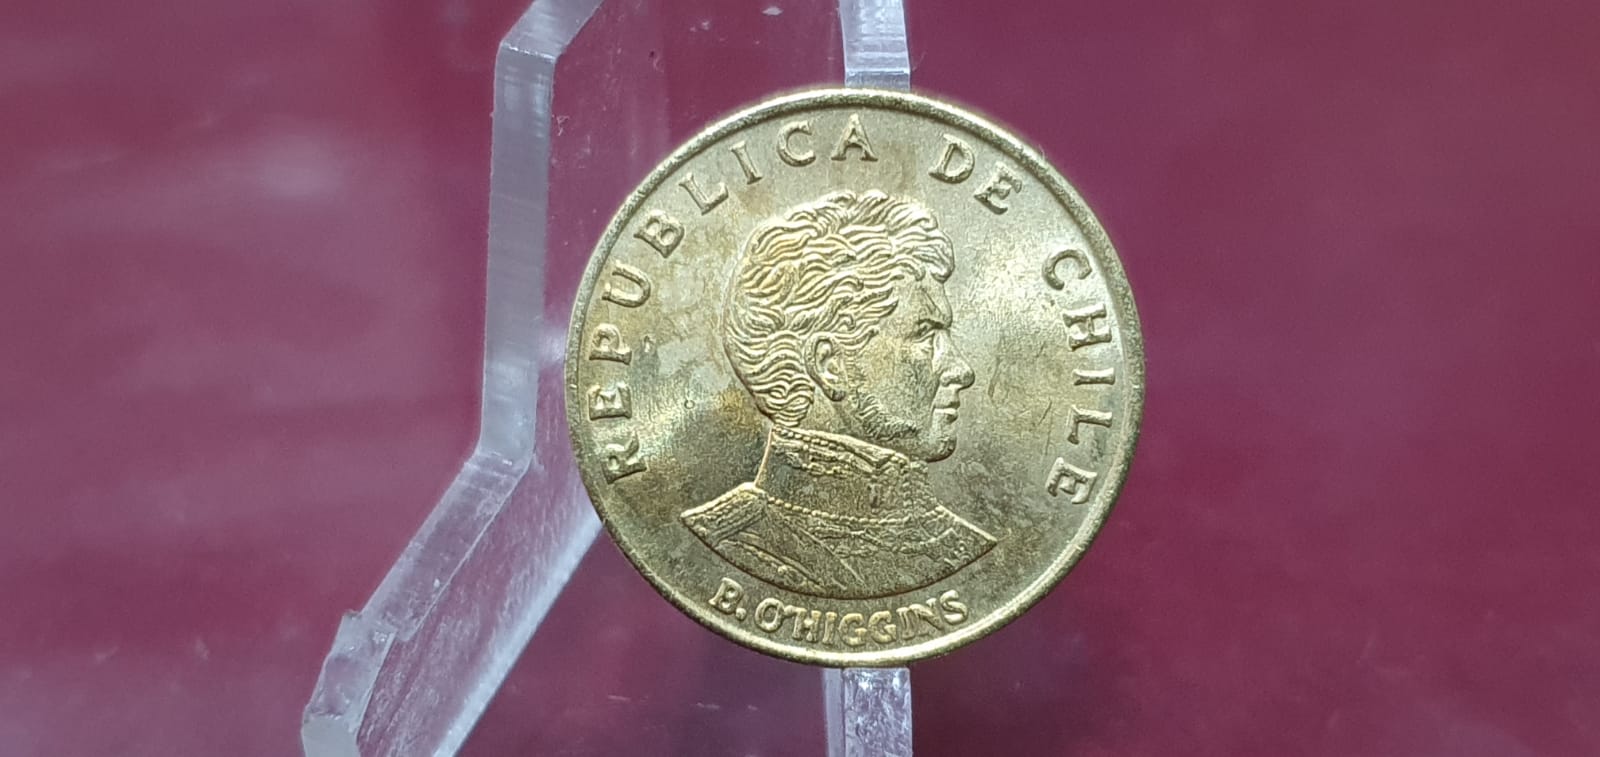 REPUBLICA DE CHILE
B. O'HIGGINS